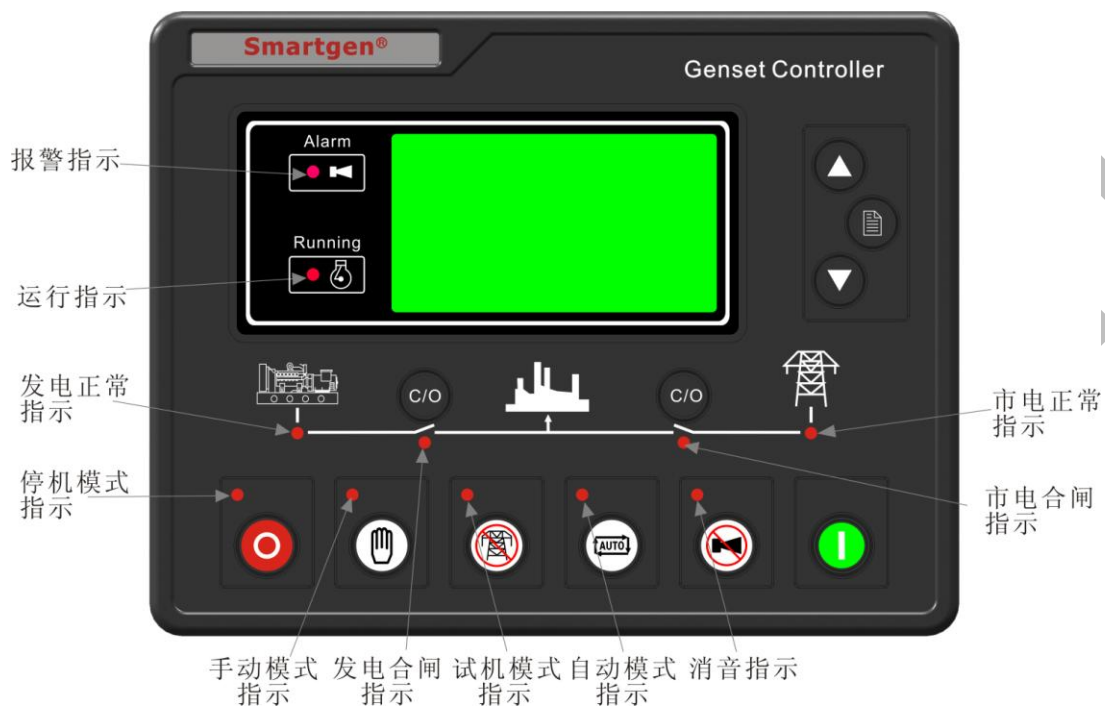 Smartgen®
Genset Controller
Alarm
报警指示
Running
运行指示
发电正常
指示
C/O
C/O
市电正常
指示
停机模式
指示
市电合闸
指示
AUTO
手动模式
指示
发电合闸
指示
试机模式
指示
自动模式
指示
消音指示